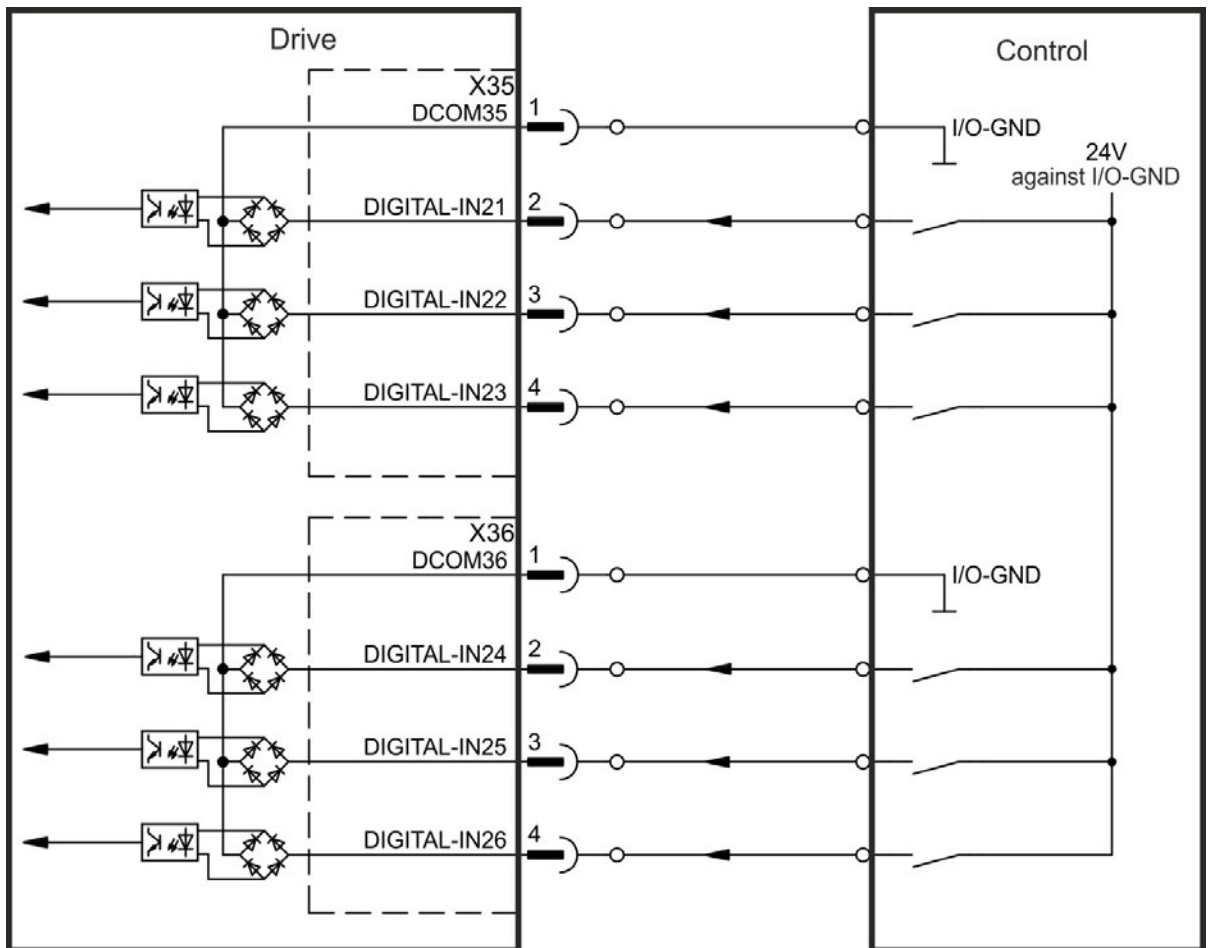 Drive
Control
X35
DCOM35
1
I/O-GND
24V
against I/O-GND
DIGITAL-IN21
2
DIGITAL-IN22
3
DIGITAL-IN23
4
X36
DCOM36
1
I/O-GND
DIGITAL-IN24
2
DIGITAL-IN25
3
DIGITAL-IN26
4